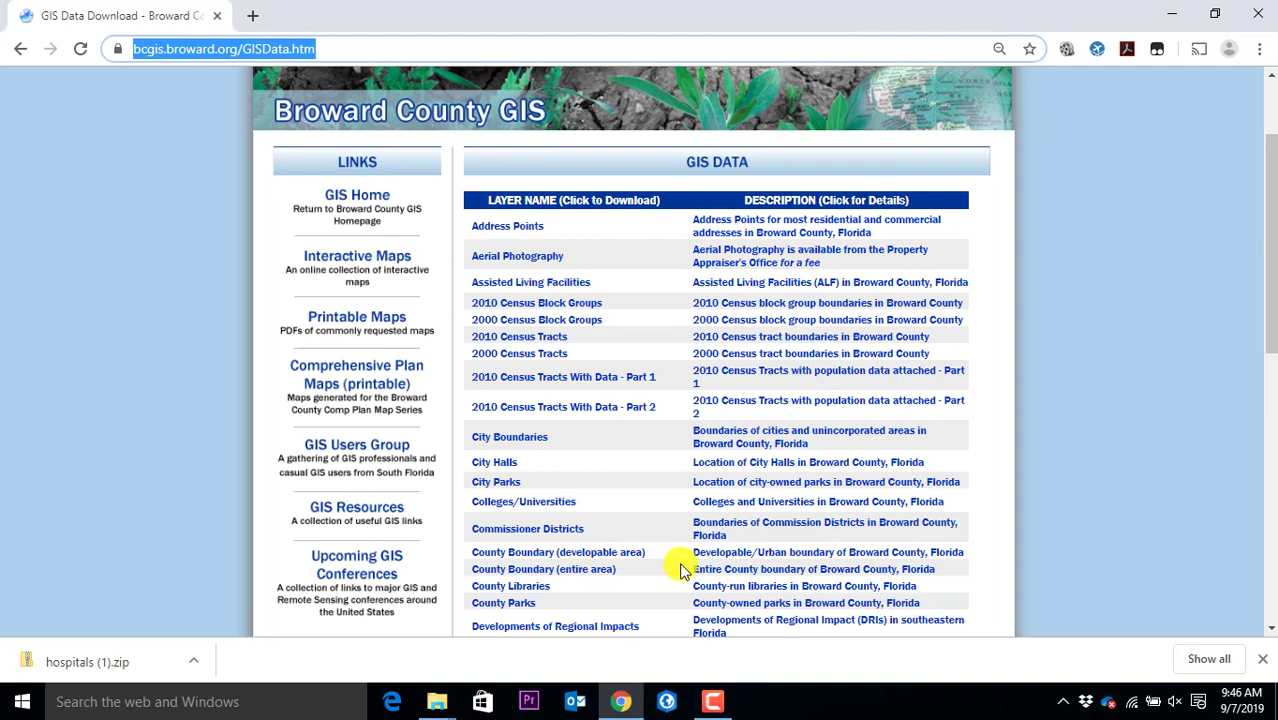 GIS Data Download - Broward Co
bcgis.broward.org/GISData.htm
Broward County GIS
LINKS
GIS Home
Return to Broward County GIS
Homepage
Interactive Maps
An online collection of interactive
maps
Printable Maps
PDFs of commonly requested maps
Comprehensive Plan
Maps (printable)
Maps generated for the Broward
County Comp Plan Map Series
GIS Users Group
A gathering of GIS professionals and
casual GIS users from South Florida
GIS Resources
A collection of useful GIS links
Upcoming GIS
Conferences
A collection of links to major GIS and
Remote Sensing conferences around
the United States
GIS DATA
LAYER NAME (Click to Download) DESCRIPTION (Click for Details)
Address Points Address Points for most residential and commercial
addresses in Broward County, Florida
Aerial Photography Aerial Photography is available from the Property
Appraiser's Office for a fee
Assisted Living Facilities Assisted Living Facilities (ALF) in Broward County, Florida
2010 Census Block Groups 2010 Census block group boundaries in Broward County
2000 Census Block Groups 2000 Census block group boundaries in Broward County
2010 Census Tracts 2010 Census tract boundaries in Broward County
2000 Census Tracts 2000 Census tract boundaries in Broward County
2010 Census Tracts With Data - Part 1 2010 Census Tracts with population data attached - Part
1
2010 Census Tracts With Data - Part 2 2010 Census Tracts with population data attached - Part
2
City Boundaries Boundaries of cities and unincorporated areas in
Broward County, Florida
City Halls Location of City Halls in Broward County, Florida
City Parks Location of city-owned parks in Broward County, Florida
Colleges/Universities Colleges and Universities in Broward County, Florida
Commissioner Districts Boundaries of Commission Districts in Broward County,
Florida
County Boundary (developable area) Developable/Urban boundary of Broward County, Florida
County Boundary (entire area) Entire County boundary of Broward County, Florida
County Libraries County-run libraries in Broward County, Florida
County Parks County-owned parks in Broward County, Florida
Developments of Regional Impacts Developments of Regional Impact (DRIs) in southeastern
Florida
hospitals (1).zip
Show all
Search the web and Windows
Pr
9:46 AM
9/7/2019